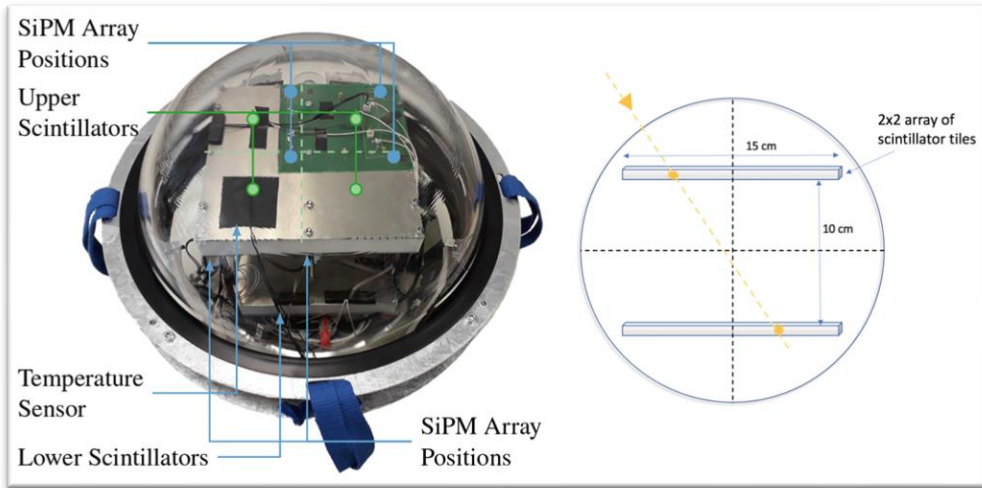 SiPM Array
Positions
Upper
Scintillators
Temperature
Sensor
Lower Scintillators
SiPM Array
Positions
2x2 array of
scintillator tiles
15 cm
10 cm